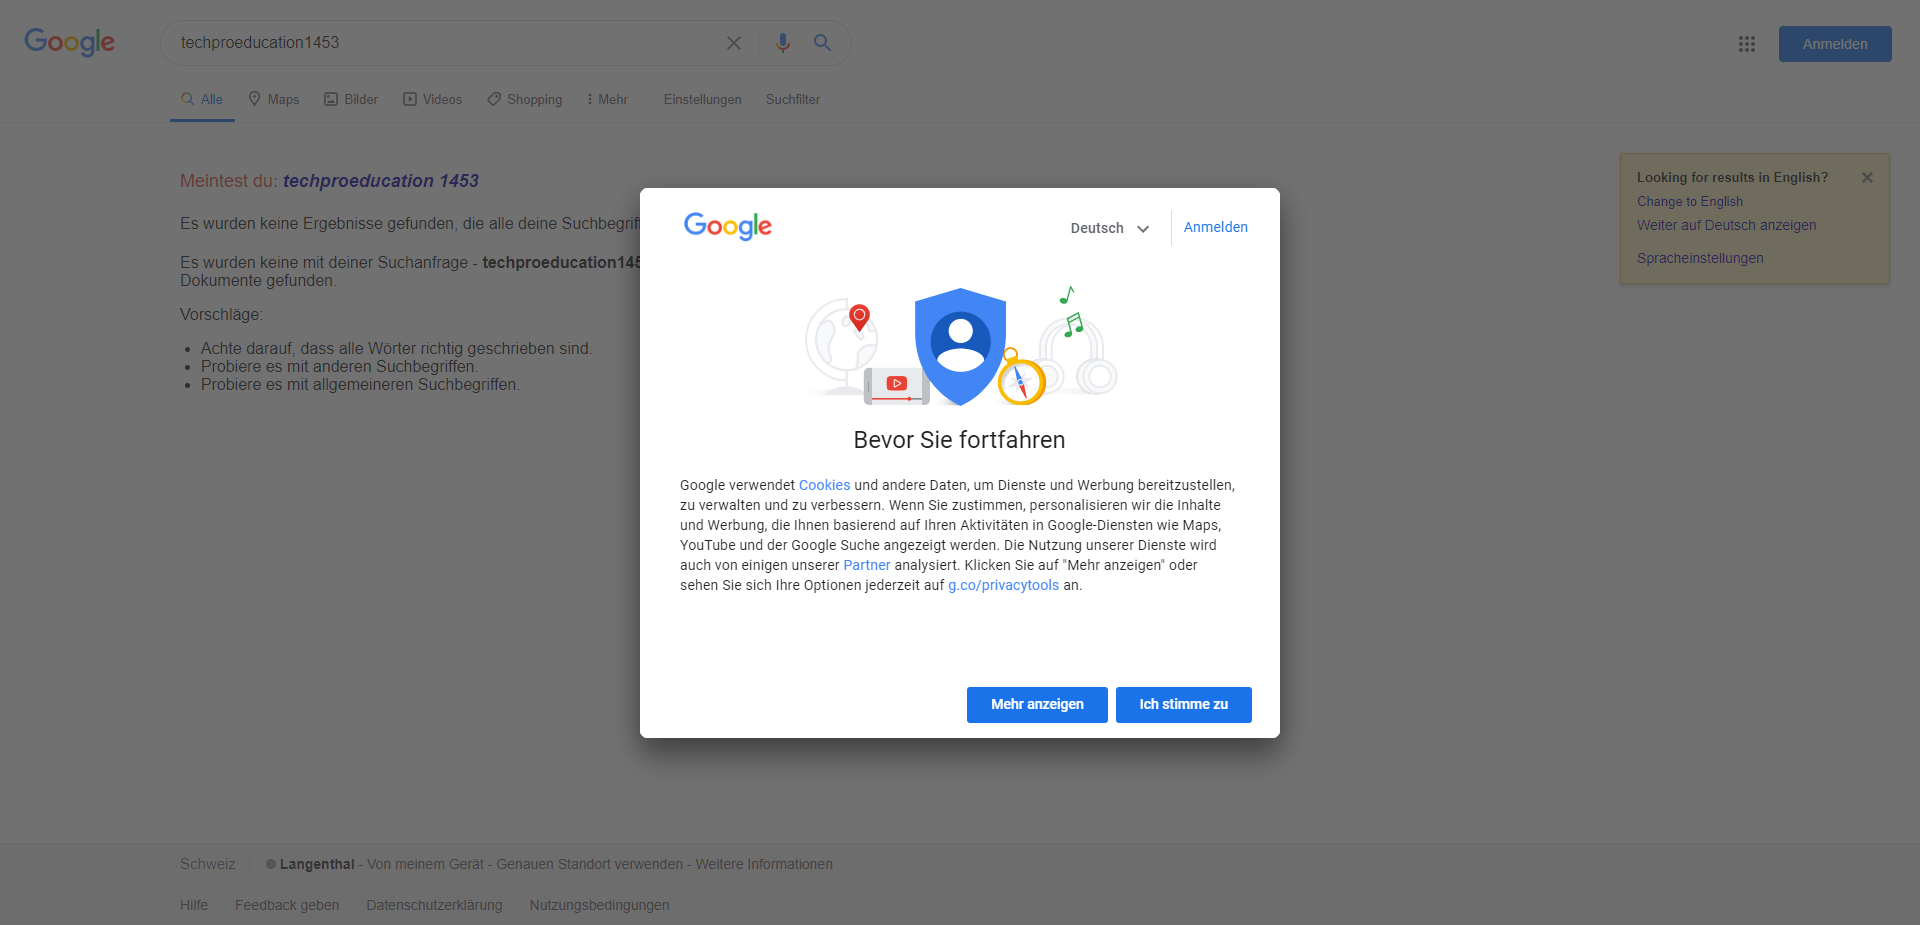 Google
techproeducation1453
Anmelden
Alle Maps Bilder Videos Shopping Mehr Einstellungen Suchfilter
Meintest du: techproeducation 1453
Es wurden keine Ergebnisse gefunden, die alle deine
Es wurden keine mit deiner Suchanfrage -
Dokumente gefunden.
Vorschläge:
• Achte darauf, dass alle Wörter richtig geschrieben sind.
• Probiere es mit anderen Suchbegriffen.
• Probiere es mit allgemeineren Suchbegriffen.
Looking for results in English?
Change to English
Weiter auf Deutsch anzeigen
Spracheinstellungen
Google
Deutsch
Anmelden
Bevor Sie fortfahren
Google verwendet Cookies und andere Daten, um Dienste und Werbung bereitzustellen,
zu verwalten und zu verbessern. Wenn Sie zustimmen, personalisieren wir die Inhalte
und Werbung, die Ihnen basierend auf Ihren Aktivitäten in Google-Diensten wie Maps,
YouTube und der Google Suche angezeigt werden. Die Nutzung unserer Dienste wird
auch von einigen unserer Partner analysiert. Klicken Sie auf "Mehr anzeigen" oder
sehen Sie sich Ihre Optionen jederzeit auf g.co/privacytools an.
Mehr anzeigen
Ich stimme zu
Schweiz
Langenthal - Von meinem Gerät - Genauen Standort verwenden - Weitere Informationen
Hilfe Feedback geben Datenschutzerklärung Nutzungsbedingungen